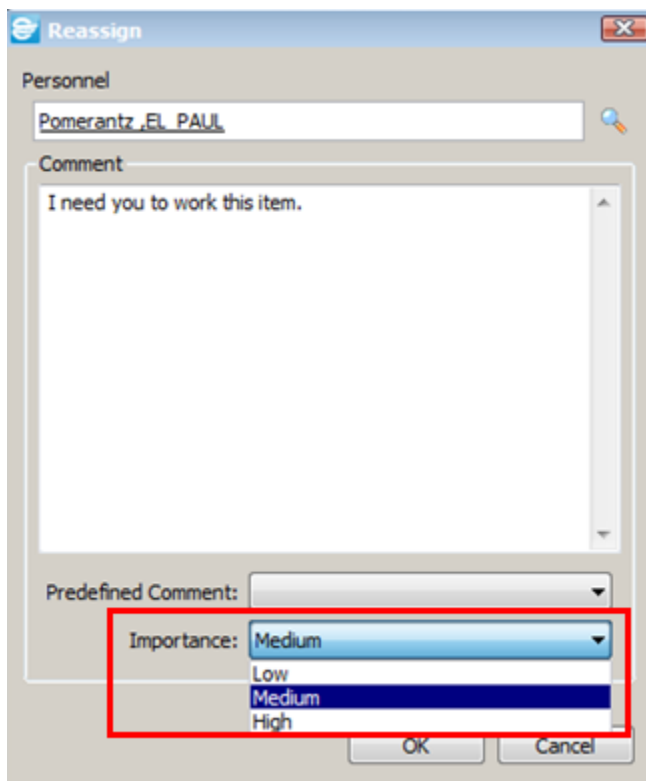 Reassign
Personnel
Pomerantz ,EL PAUL
Comment
I need you to work this item.
Predefined Comment:
Importance: Medium
Low
Medium
High
OK Cancel